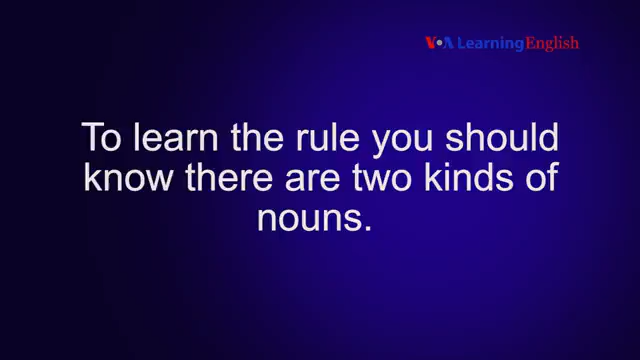 VOA Learning English
To learn the rule you should
know there are two kinds of
nouns.